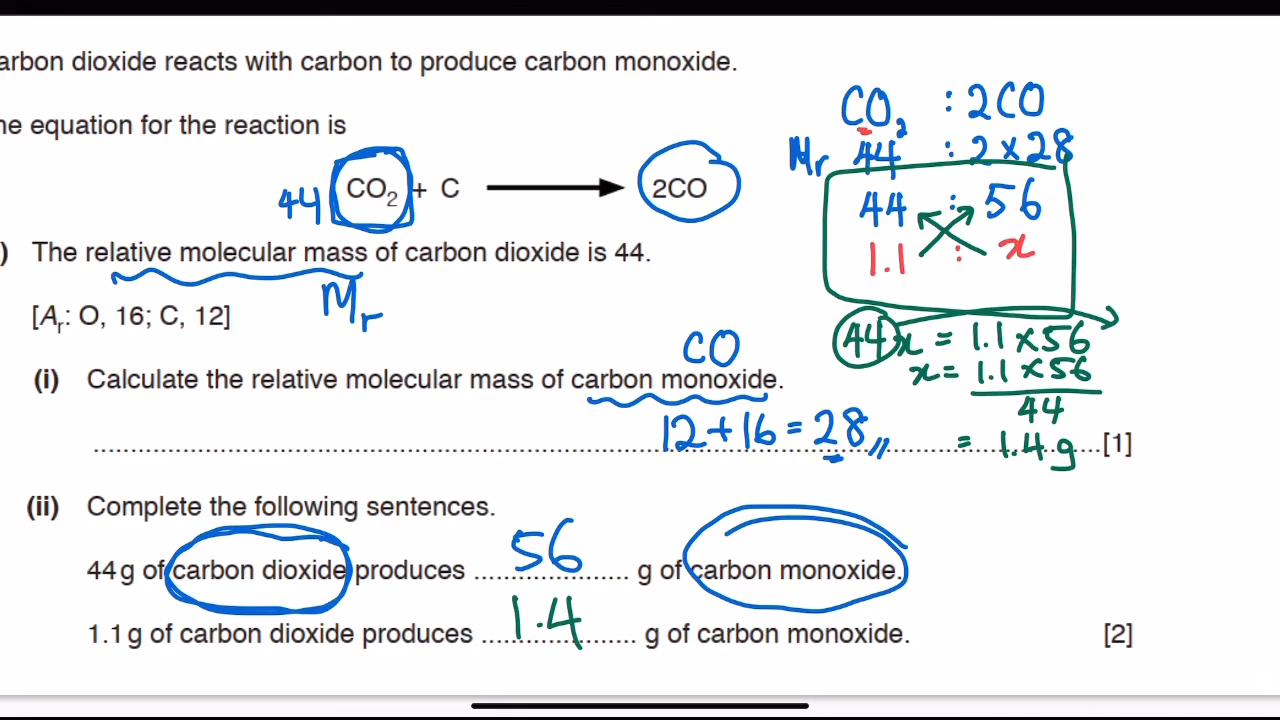 arbon dioxide reacts with carbon to produce carbon monoxide.
CO₂ : 2CO
he equation for the reaction is
Mr 44 : 2 × 28
44 CO₂ + C ⟶ 2CO
44 : 56
) The relative molecular mass of carbon dioxide is 44.
1.1 : x
Mr
[Aᵣ: O, 16; C, 12]
44x = 1.1 × 56
CO
(i) Calculate the relative molecular mass of carbon monoxide.
x = 1.1 × 56
44
12 + 16 = 28 //
= 1.4 g
[1]
(ii) Complete the following sentences.
44 g of carbon dioxide produces 56 g of carbon monoxide.
1.1 g of carbon dioxide produces 1.4 g of carbon monoxide. [2]